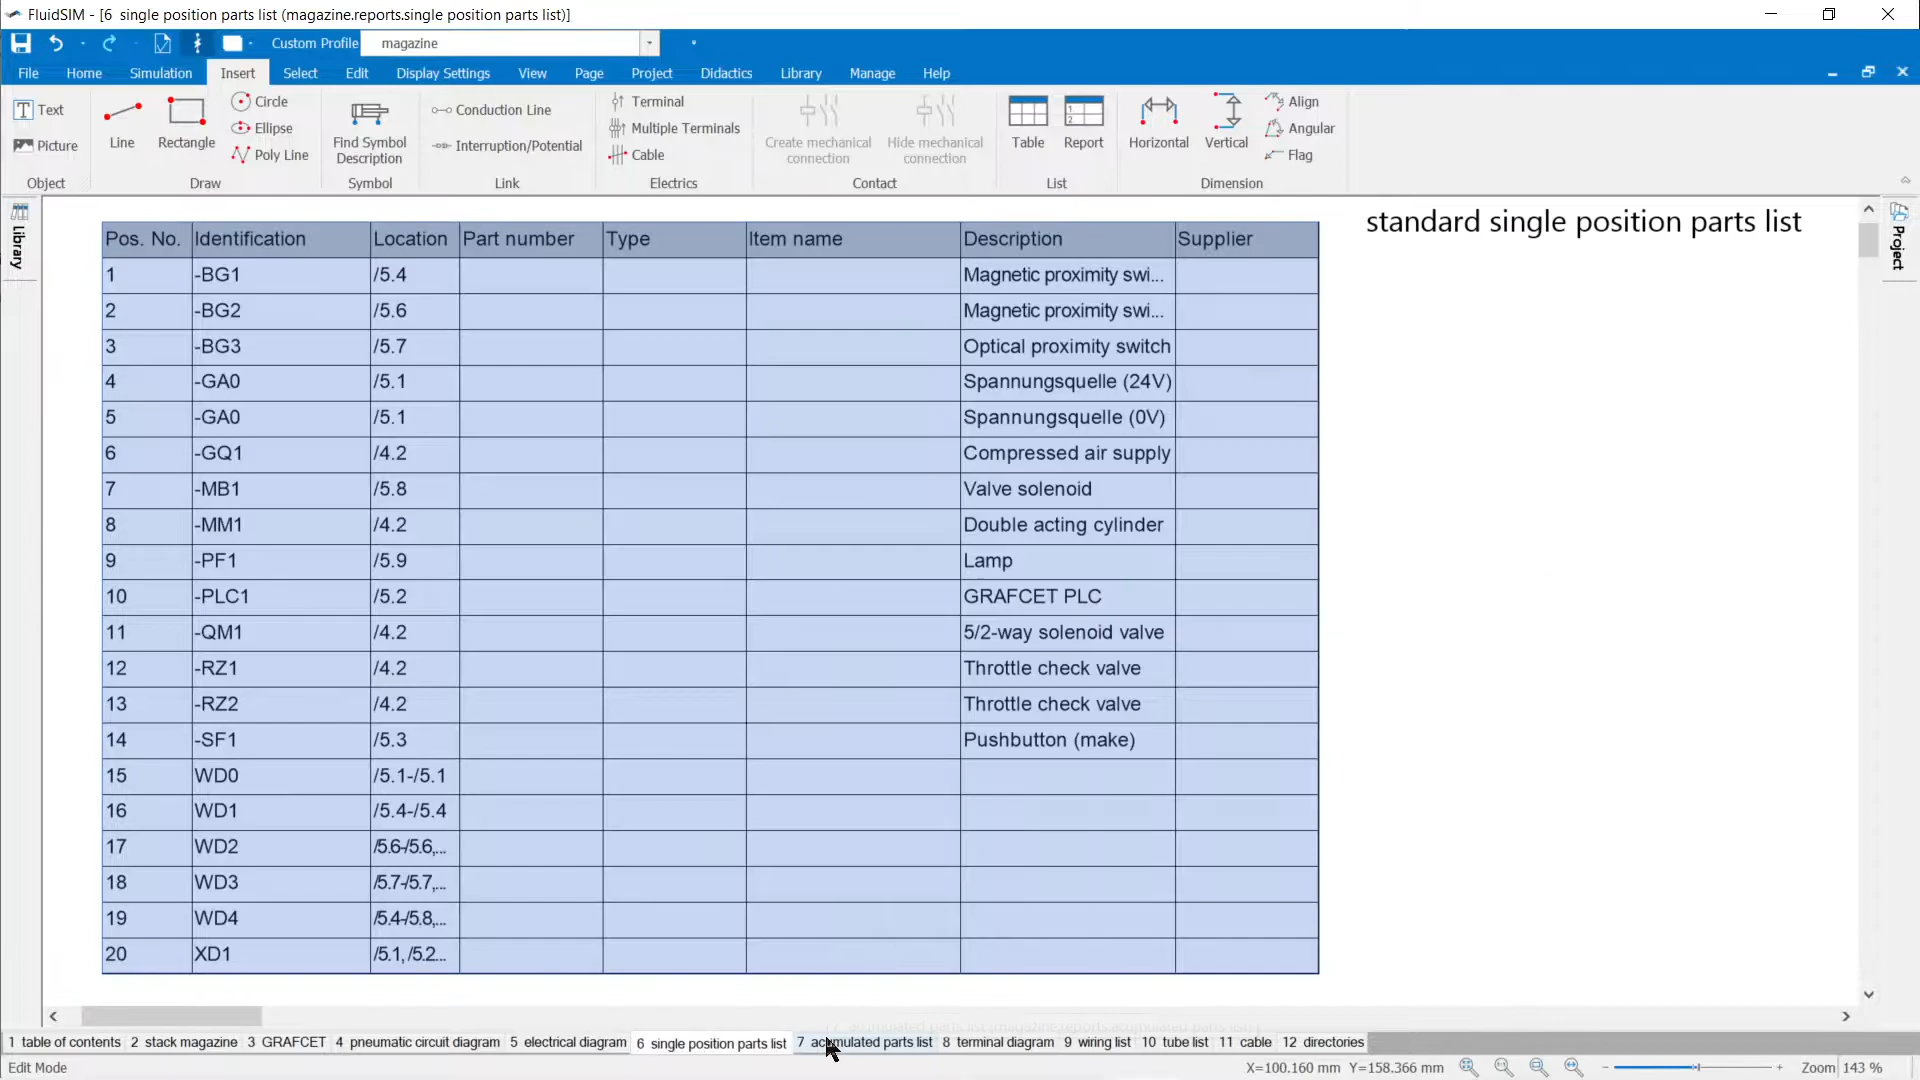 FluidSIM - [6  single position parts list (magazine.reports.single position parts list)]
Custom Profile magazine
File Home Simulation Insert Select Edit Display Settings View Page Project Didactics Library Manage Help
Text
Picture
Object
Line
Rectangle
Circle
Ellipse
Poly Line
Draw
Find Symbol
Description
Symbol
Conduction Line
Interruption/Potential
Link
Terminal
Multiple Terminals
Cable
Electrics
Create mechanical
connection
Hide mechanical
connection
Contact
Table
Report
List
Horizontal
Vertical
Align
Angular
Flag
Dimension
Library
Project
standard single position parts list
Pos. No. Identification Location Part number Type Item name Description Supplier
1 -BG1 /5.4 Magnetic proximity swi...
2 -BG2 /5.6 Magnetic proximity swi...
3 -BG3 /5.7 Optical proximity switch
4 -GA0 /5.1 Spannungsquelle (24V)
5 -GA0 /5.1 Spannungsquelle (0V)
6 -GQ1 /4.2 Compressed air supply
7 -MB1 /5.8 Valve solenoid
8 -MM1 /4.2 Double acting cylinder
9 -PF1 /5.9 Lamp
10 -PLC1 /5.2 GRAFCET PLC
11 -QM1 /4.2 5/2-way solenoid valve
12 -RZ1 /4.2 Throttle check valve
13 -RZ2 /4.2 Throttle check valve
14 -SF1 /5.3 Pushbutton (make)
15 WD0 /5.1-/5.1
16 WD1 /5.4-/5.4
17 WD2 /5.6-/5.6,...
18 WD3 /5.7-/5.7,...
19 WD4 /5.4-/5.8,...
20 XD1 /5.1, /5.2...
1 table of contents 2 stack magazine 3 GRAFCET 4 pneumatic circuit diagram 5 electrical diagram 6 single position parts list 7 acumulated parts list 8 terminal diagram 9 wiring list 10 tube list 11 cable 12 directories
Edit Mode X=100.160 mm Y=158.366 mm Zoom 143 %